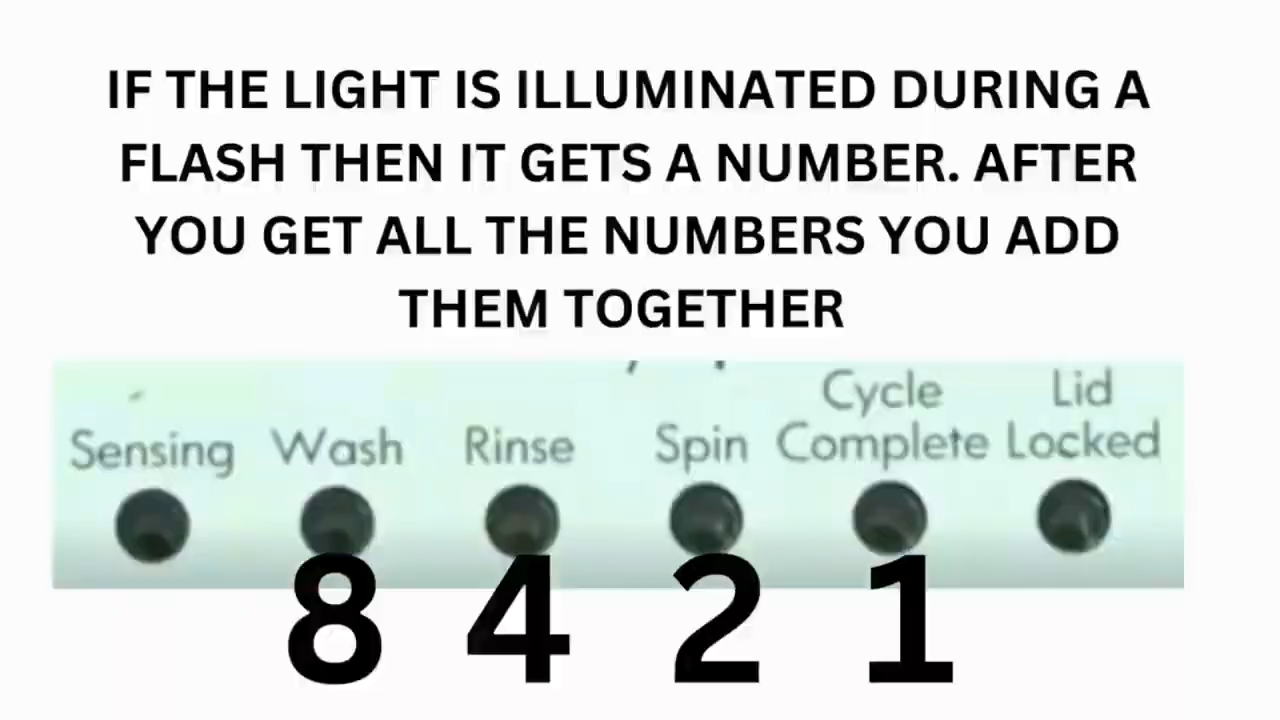 IF THE LIGHT IS ILLUMINATED DURING A
FLASH THEN IT GETS A NUMBER. AFTER
YOU GET ALL THE NUMBERS YOU ADD
THEM TOGETHER
Sensing Wash Rinse Spin Cycle Complete Lid Locked
8 4 2 1